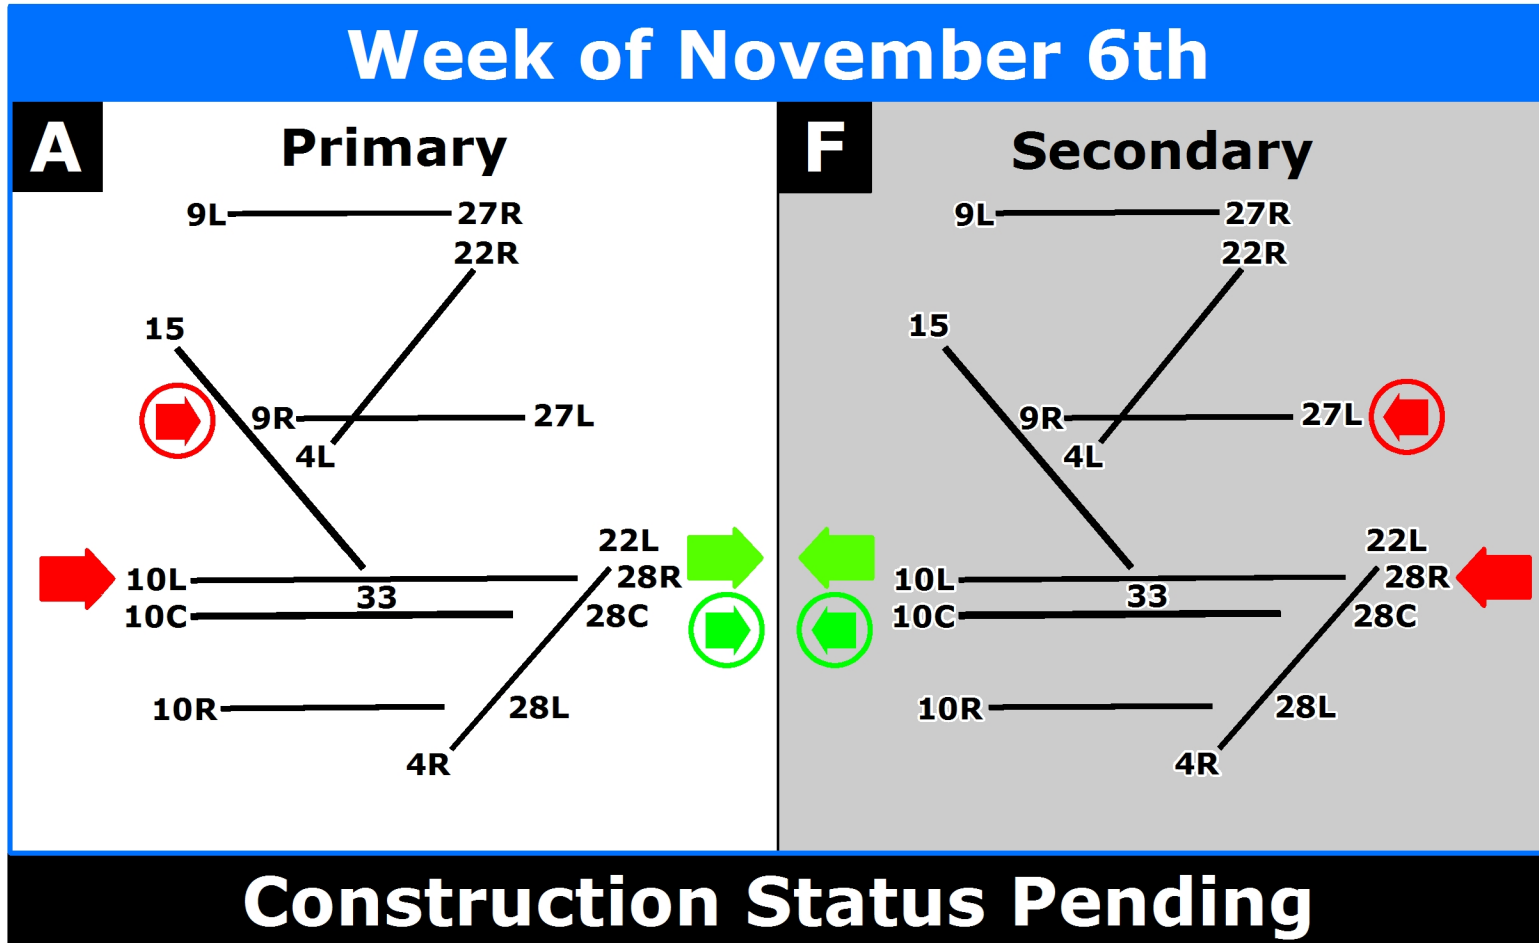 Week of November 6th
A
Primary
9L
27R
22R
15
9R
27L
4L
22L
10L
28R
33
10C
28C
10R
28L
4R
F
Secondary
9L
27R
22R
15
9R
27L
4L
22L
10L
28R
33
10C
28C
10R
28L
4R
Construction Status Pending